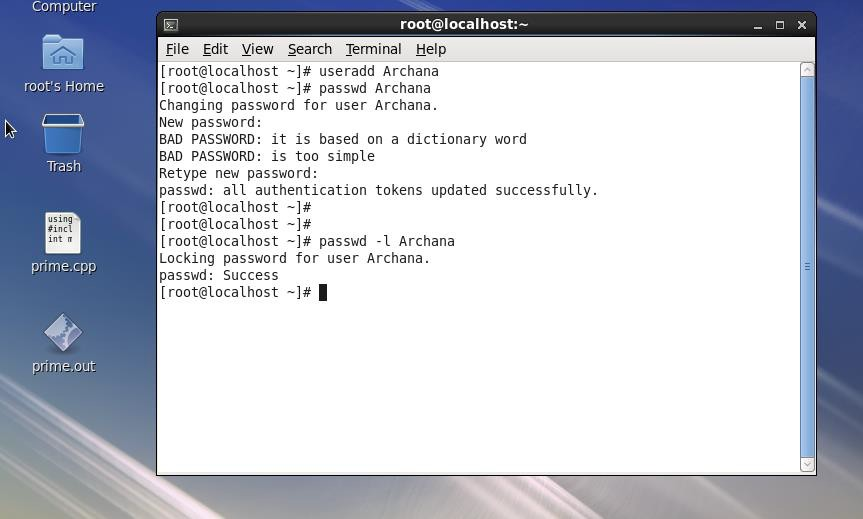 Computer
root's Home
Trash
using
#incl
int m
prime.cpp
prime.out
root@localhost:~
File Edit View Search Terminal Help
[root@localhost ~]# useradd Archana
[root@localhost ~]# passwd Archana
Changing password for user Archana.
New password:
BAD PASSWORD: it is based on a dictionary word
BAD PASSWORD: is too simple
Retype new password:
passwd: all authentication tokens updated successfully.
[root@localhost ~]#
[root@localhost ~]#
[root@localhost ~]# passwd -l Archana
Locking password for user Archana.
passwd: Success
[root@localhost ~]#